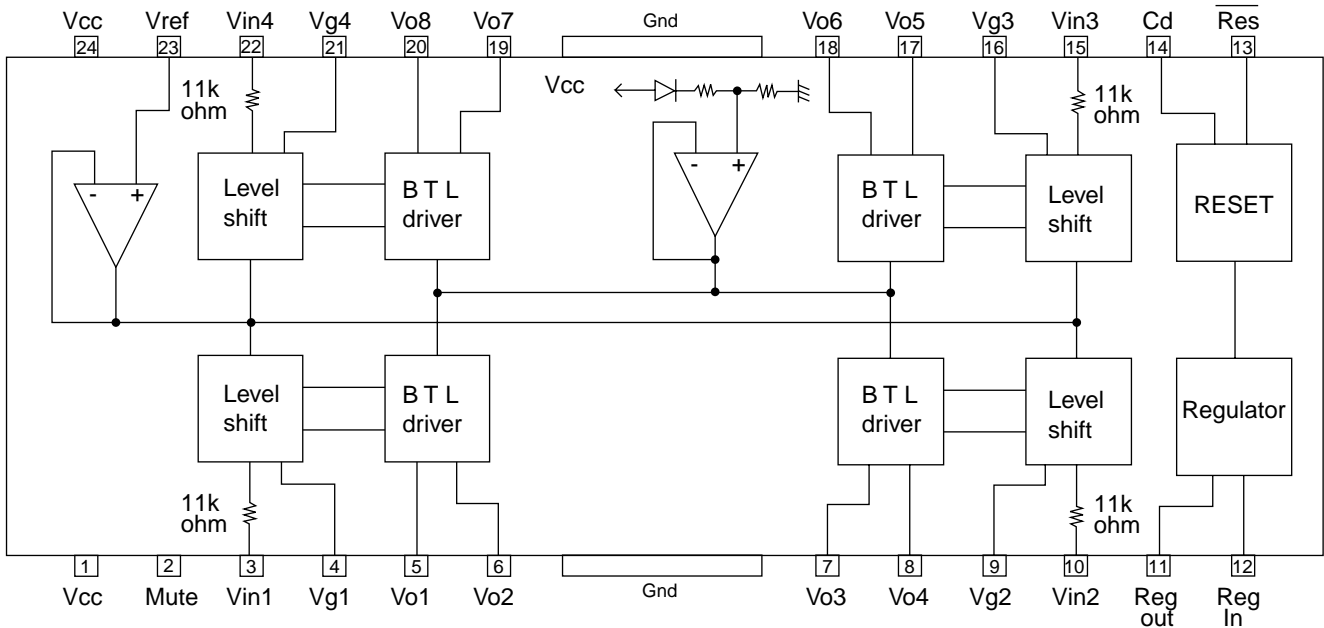 Vcc Vref Vin4 Vg4 Vo8 Vo7 Gnd Vo6 Vo5 Vg3 Vin3 Cd Res
24 23 22 21 20 19 18 17 16 15 14 13
11k
ohm
Vcc
11k
ohm
- +
Level
shift
B T L
driver
- +
B T L
driver
Level
shift
RESET
Level
shift
B T L
driver
B T L
driver
Level
shift
Regulator
11k
ohm
11k
ohm
1 2 3 4 5 6 7 8 9 10 11 12
Vcc Mute Vin1 Vg1 Vo1 Vo2 Gnd Vo3 Vo4 Vg2 Vin2 Reg
out
Reg
In